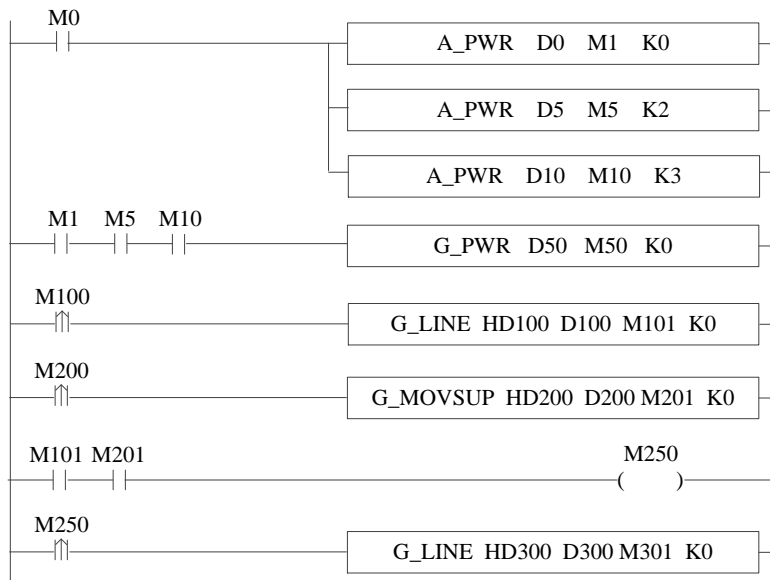 M0
A_PWR D0 M1 K0
A_PWR D5 M5 K2
A_PWR D10 M10 K3
M1 M5 M10
G_PWR D50 M50 K0
M100
G_LINE HD100 D100 M101 K0
M200
G_MOVSUP HD200 D200 M201 K0
M101 M201
M250
( )
M250
G_LINE HD300 D300 M301 K0